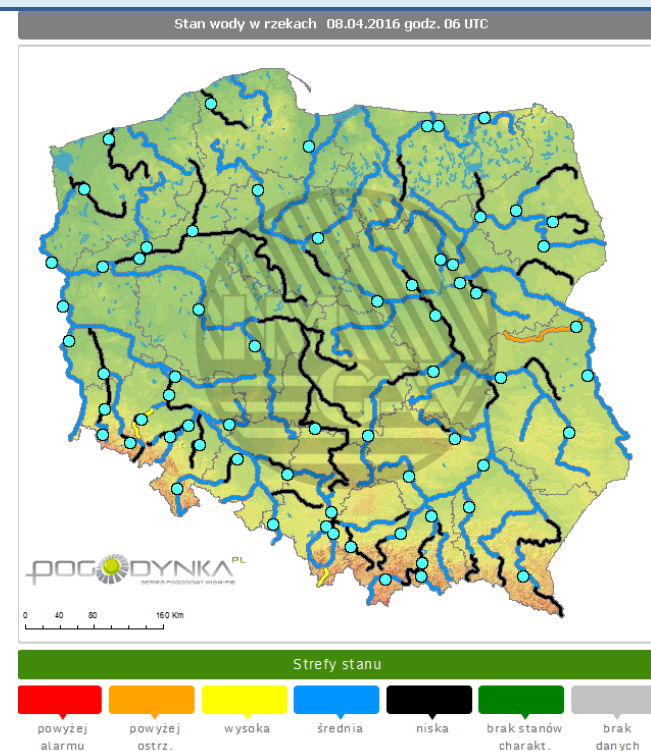 Stan wody w rzekach 08.04.2016 godz. 06 UTC
POGODYNKA.PL
SERWIS POGODOWY IMGW-PIB
0 40 80 160 Km
Strefy stanu
powyżej alarmu
powyżej ostrz.
wysoka
średnia
niska
brak stanów charakt.
brak danych